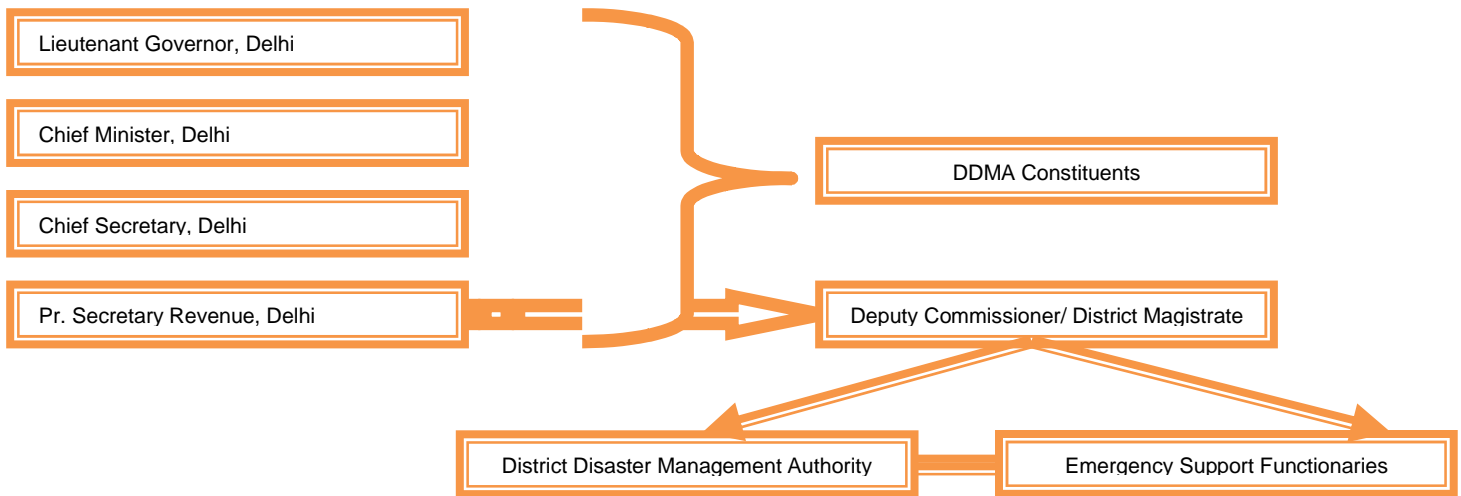 Lieutenant Governor, Delhi
Chief Minister, Delhi
DDMA Constituents
Chief Secretary, Delhi
Pr. Secretary Revenue, Delhi
Deputy Commissioner/ District Magistrate
District Disaster Management Authority
Emergency Support Functionaries